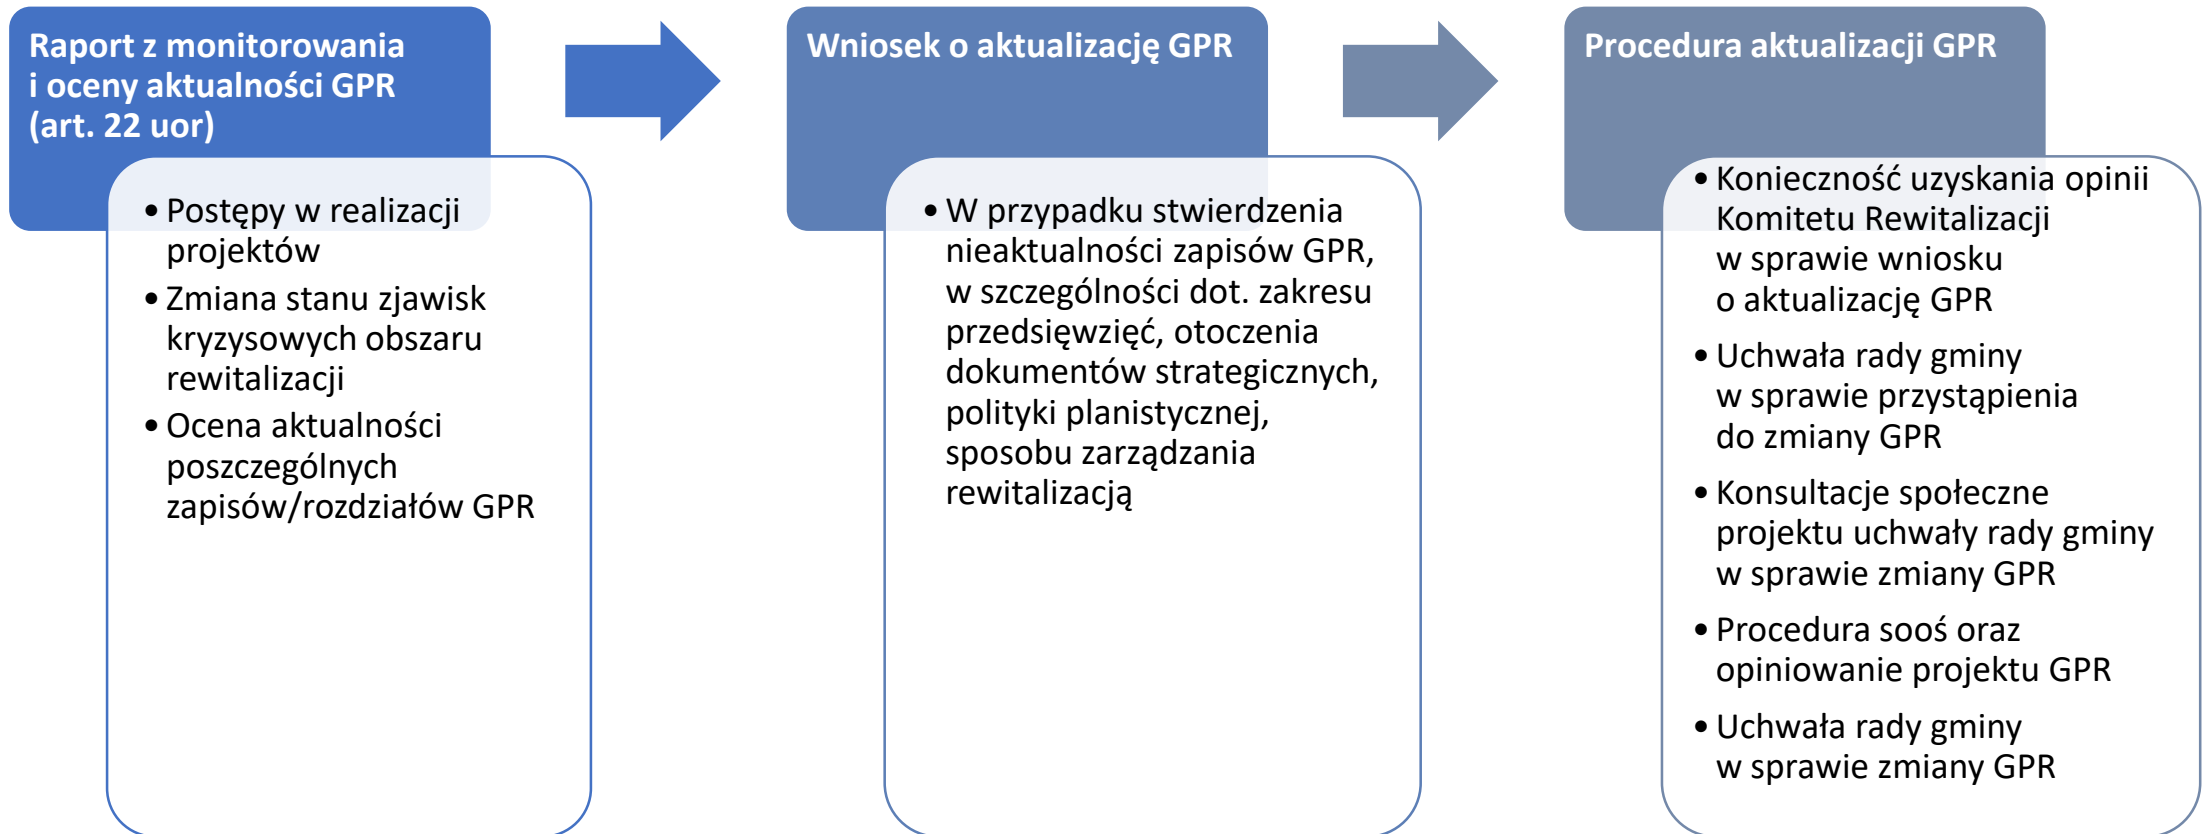 Raport z monitorowania
i oceny aktualności GPR
(art. 22 uor)
• Postępy w realizacji
projektów
• Zmiana stanu zjawisk
kryzysowych obszaru
rewitalizacji
• Ocena aktualności
poszczególnych
zapisów/rozdziałów GPR
Wniosek o aktualizację GPR
• W przypadku stwierdzenia
nieaktualności zapisów GPR,
w szczególności dot. zakresu
przedsięwzięć, otoczenia
dokumentów strategicznych,
polityki planistycznej,
sposobu zarządzania
rewitalizacją
Procedura aktualizacji GPR
• Konieczność uzyskania opinii
Komitetu Rewitalizacji
w sprawie wniosku
o aktualizację GPR
• Uchwała rady gminy
w sprawie przystąpienia
do zmiany GPR
• Konsultacje społeczne
projektu uchwały rady gminy
w sprawie zmiany GPR
• Procedura sooś oraz
opiniowanie projektu GPR
• Uchwała rady gminy
w sprawie zmiany GPR